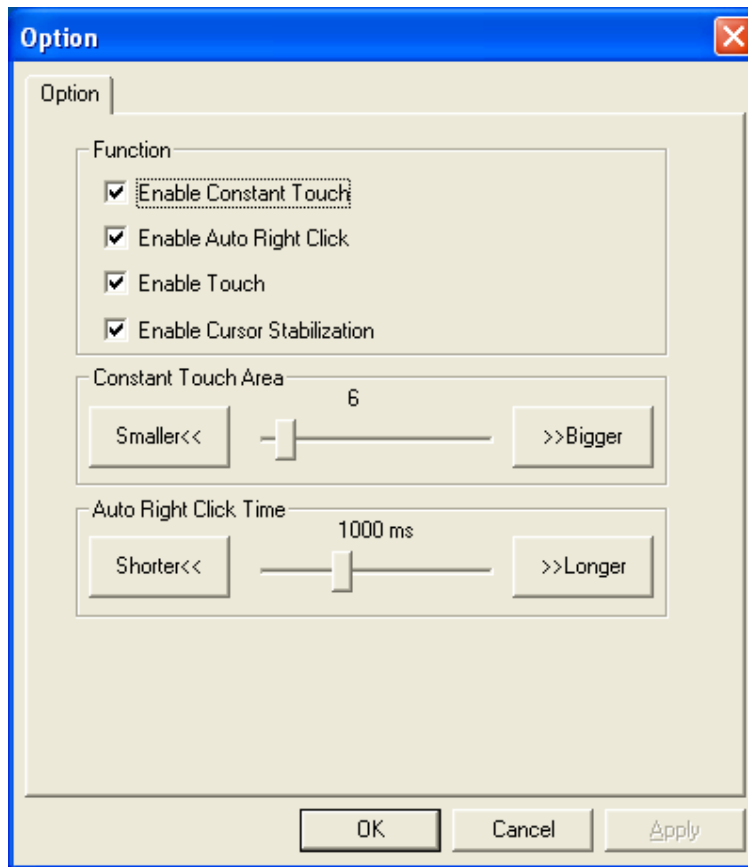 Option
Option
Function
Enable Constant Touch
Enable Auto Right Click
Enable Touch
Enable Cursor Stabilization
Constant Touch Area
6
Smaller<<
>>Bigger
Auto Right Click Time
1000 ms
Shorter<<
>>Longer
OK
Cancel
Apply